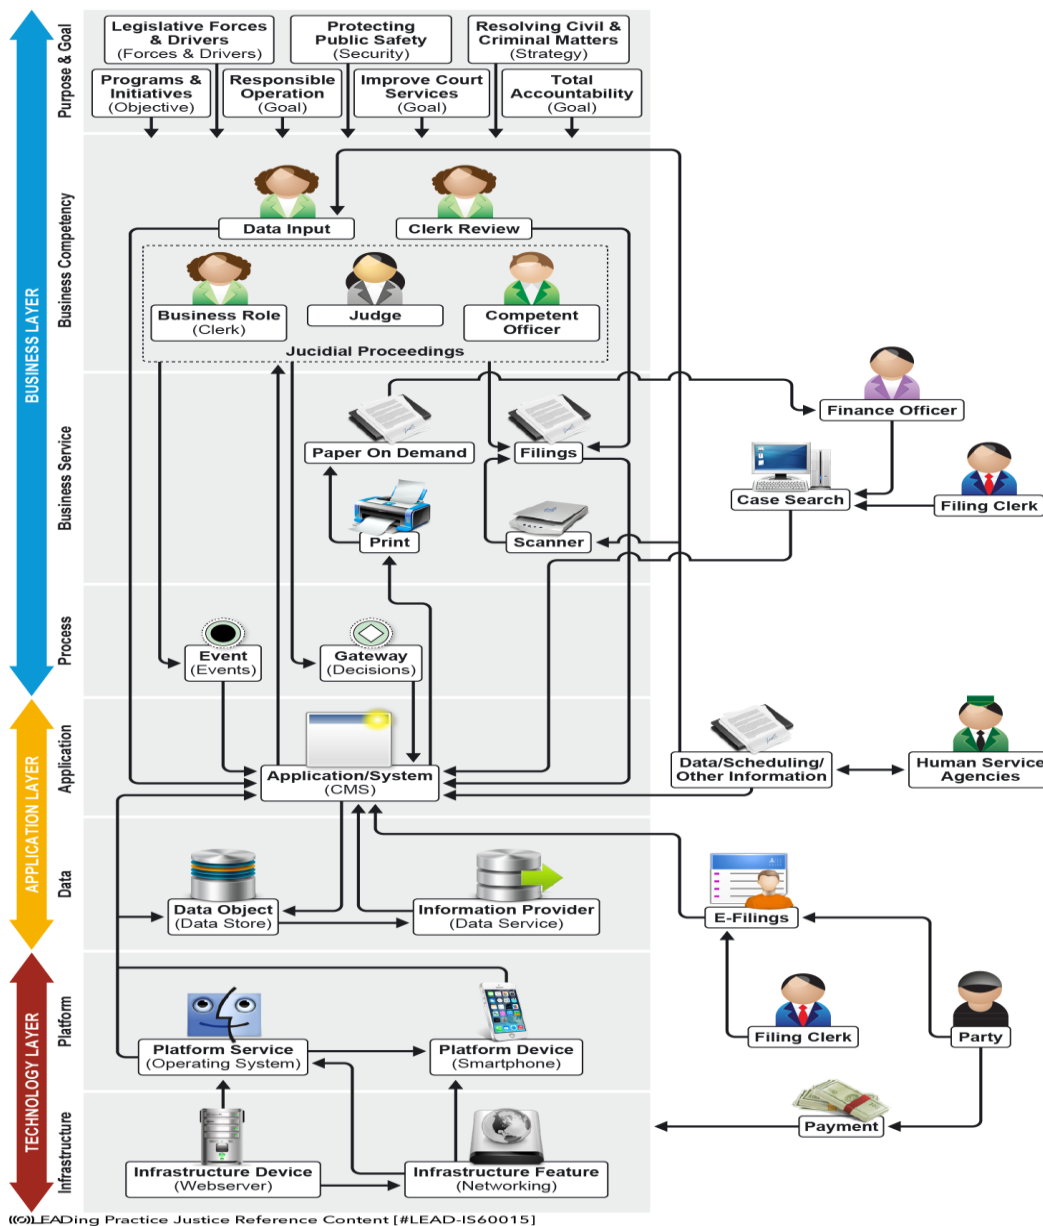 BUSINESS LAYER
APPLICATION LAYER
TECHNOLOGY LAYER
Purpose & Goal
Legislative Forces
& Drivers
(Forces & Drivers)
Protecting
Public Safety
(Security)
Resolving Civil &
Criminal Matters
(Strategy)
Programs &
Initiatives
(Objective)
Responsible
Operation
(Goal)
Improve Court
Services
(Goal)
Total
Accountability
(Goal)
Business Competency
Data Input
Clerk Review
Business Role
(Clerk)
Judge
Competent
Officer
Jucidial Proceedings
Business Service
Paper On Demand
Filings
Finance Officer
Case Search
Filing Clerk
Print
Scanner
Process
Event
(Events)
Gateway
(Decisions)
Application
Application/System
(CMS)
Data/Scheduling/
Other Information
Human Service
Agencies
Data
Data Object
(Data Store)
Information Provider
(Data Service)
E-Filings
Platform
Platform Service
(Operating System)
Platform Device
(Smartphone)
Filing Clerk
Party
Payment
Infrastructure
Infrastructure Device
(Webserver)
Infrastructure Feature
(Networking)
LEADing Practice Justice Reference Content [#LEAD-IS60015]